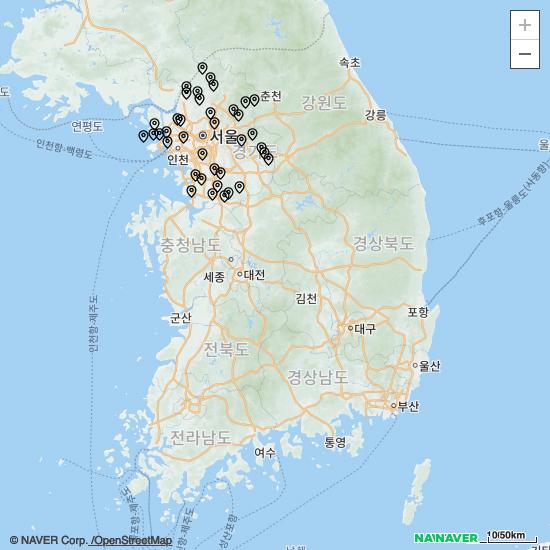 +
−
속초
춘천
강원도
강릉
연평도
서울
경기도
인천
인천항-백령도
울
후포항-울릉도(사동항)
충청남도
경상북도
세종
대전
김천
포항
군산
인천항-제주도
대구
전북도
경상남도
울산
부산
전라남도
여수
통영
© NAVER Corp. /OpenStreetMap
NA\NAVER
10/50km